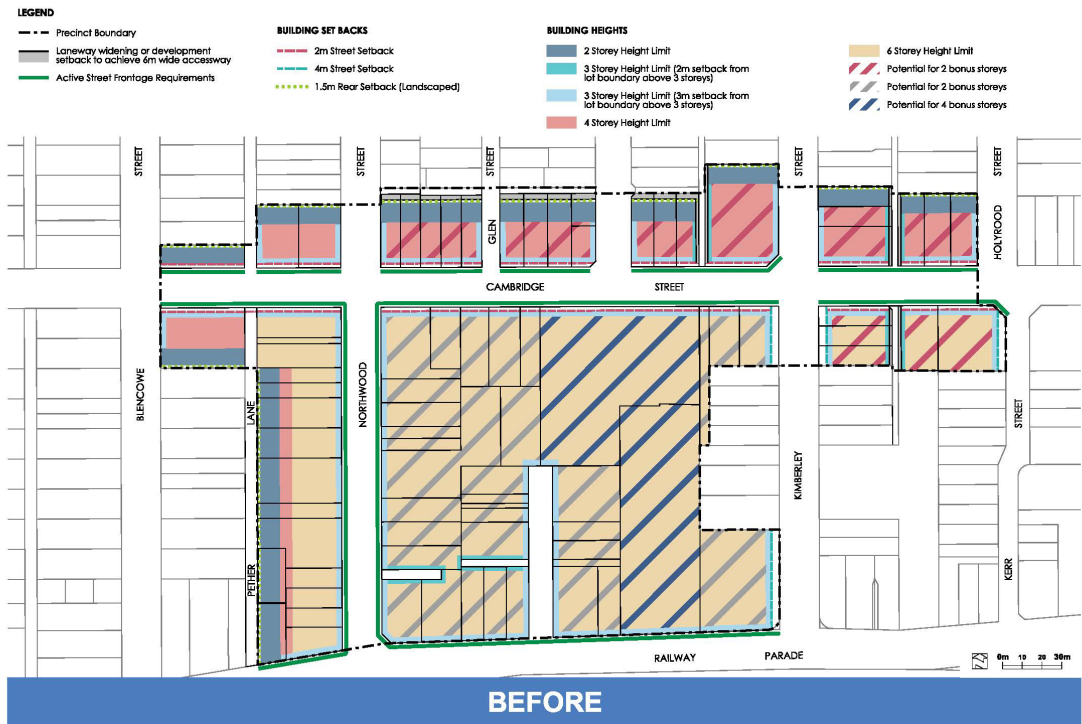 LEGEND
Precinct Boundary
Laneway widening or development
setback to achieve 6m wide accessway
Active Street Frontage Requirements
BUILDING SET BACKS
2m Street Setback
4m Street Setback
1.5m Rear Setback (Landscaped)
BUILDING HEIGHTS
2 Storey Height Limit
3 Storey Height Limit (2m setback from
lot boundary above 3 storeys)
3 Storey Height Limit (3m setback from
lot boundary above 3 storeys)
4 Storey Height Limit
6 Storey Height Limit
Potential for 2 bonus storeys
Potential for 2 bonus storeys
Potential for 4 bonus storeys
STREET
STREET
STREET
STREET
STREET
GLEN
HOLYROOD
CAMBRIDGE STREET
BLENCOWE
LANE
NORTHWOOD
STREET
KIMBERLEY
PETHER
KERR
RAILWAY PARADE
0m 10 20 30m
BEFORE